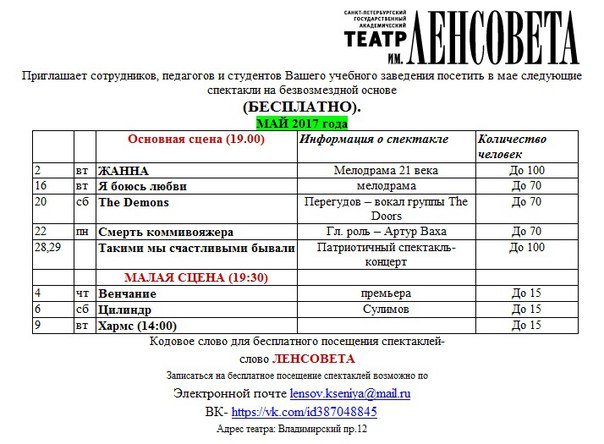 САНКТ-ПЕТЕРБУРГСКИЙ
ГОСУДАРСТВЕННЫЙ
АКАДЕМИЧЕСКИЙ
ТЕАТР ИМ. ЛЕНСОВЕТА
Приглашает сотрудников, педагогов и студентов Вашего учебного заведения посетить в мае следующие
спектакли на безвозмездной основе
(БЕСПЛАТНО).
МАЙ 2017 года
Основная сцена (19.00) Информация о спектакле Количество
человек
2 вт ЖАННА Мелодрама 21 века До 100
16 вт Я боюсь любви мелодрама До 70
20 сб The Demons Перегудов – вокал группы The
Doors До 70
22 пн Смерть коммивояжера Гл. роль – Артур Ваха До 70
28,29 Такими мы счастливыми бывали Патриотичный спектакль-
концерт До 100
МАЛАЯ СЦЕНА (19:30)
4 чт Венчание премьера До 15
6 сб Цилиндр Сулимов До 15
9 вт Хармс (14:00) До 15
Кодовое слово для бесплатного посещения спектаклей-
слово ЛЕНСОВЕТА
Записаться на бесплатное посещение спектаклей возможно по
Электронной почте lensov.kseniya@mail.ru
ВК- https://vk.com/id387048845
Адрес театра: Владимирский пр.12